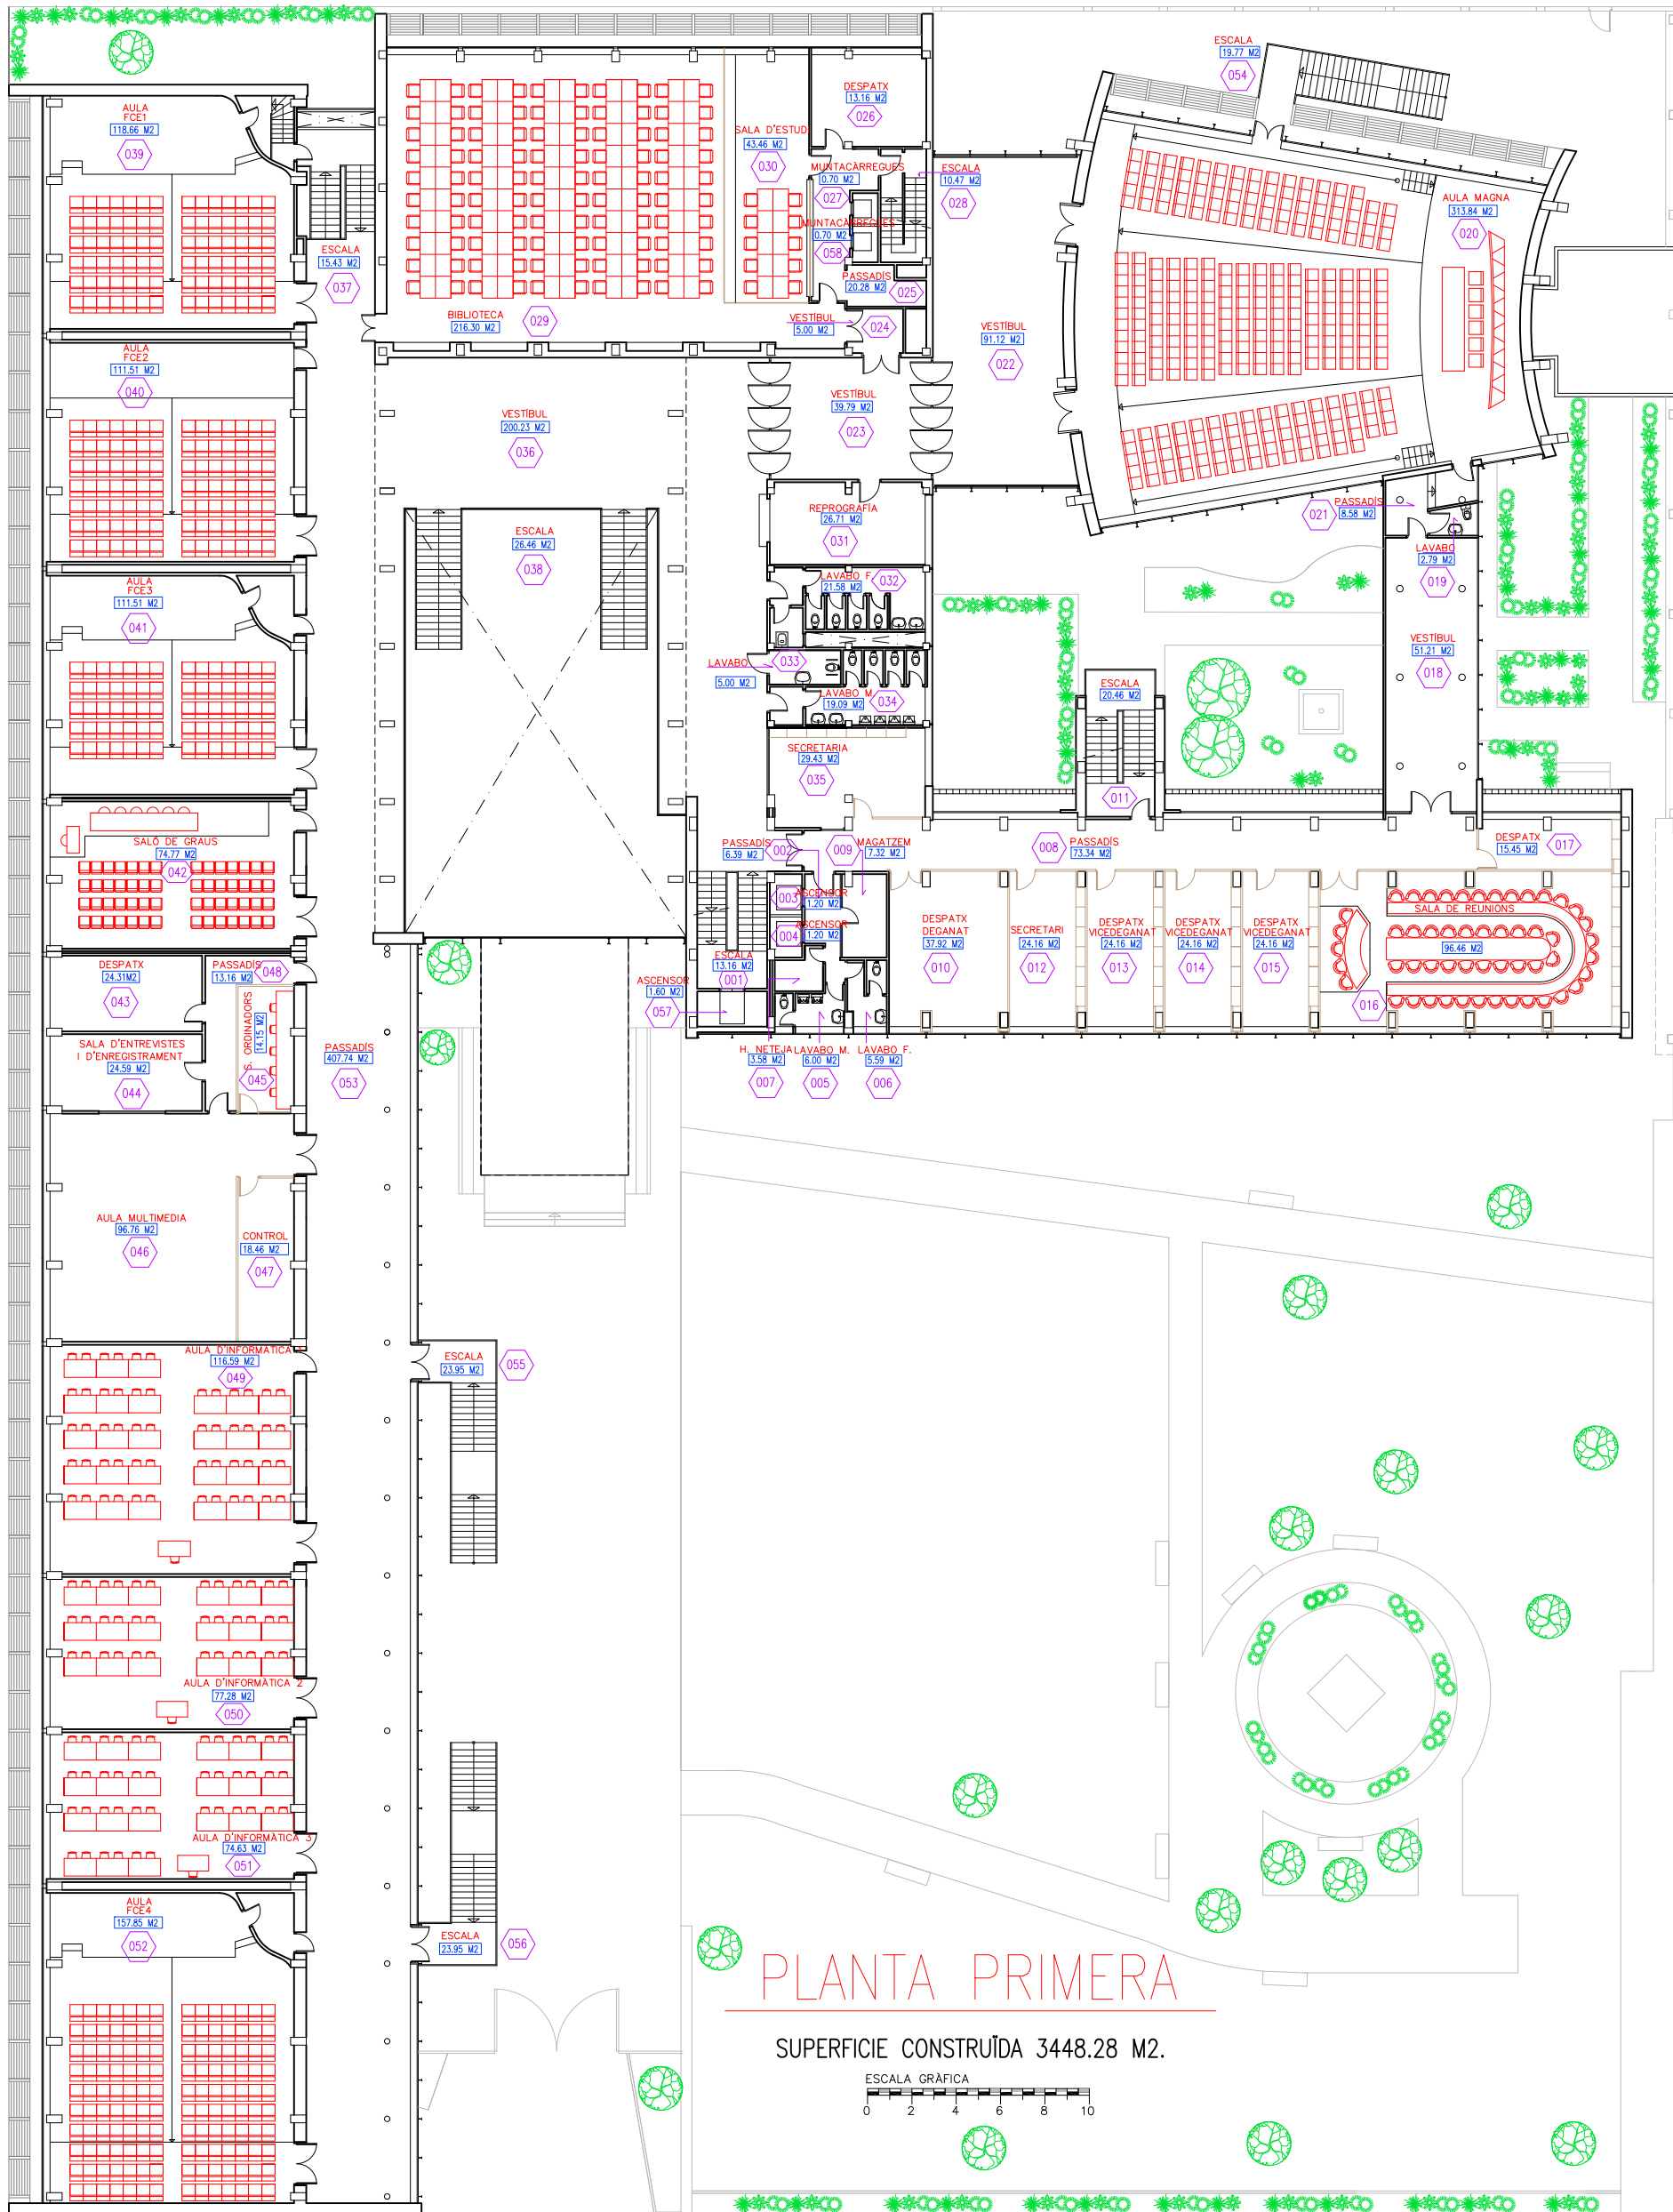 ESCALA
19.77 M2
054
AULA
FCE1
118.66 M2
039
DESPATX
13.16 M2
026
SALA D'ESTUDI
43.46 M2
030
MUNTACÀRREGUES
0.70 M2
027
MUNTACÀRREGUES
0.70 M2
058
ESCALA
10.47 M2
028
AULA MAGNA
313.84 M2
020
ESCALA
15.43 M2
037
PASSADÍS
20.28 M2
025
BIBLIOTECA
216.30 M2
029
VESTÍBUL
5.00 M2
024
VESTÍBUL
91.12 M2
022
AULA
FCE2
111.51 M2
040
VESTÍBUL
200.23 M2
036
VESTÍBUL
39.79 M2
023
REPROGRAFÍA
26.71 M2
031
PASSADÍS
8.58 M2
021
ESCALA
26.46 M2
038
LAVABO
2.79 M2
019
AULA
FCE3
111.51 M2
041
LAVABO F.
21.58 M2
032
VESTÍBUL
51.21 M2
018
LAVABO
5.00 M2
033
LAVABO M.
19.09 M2
034
ESCALA
20.46 M2
011
SECRETARIA
29.43 M2
035
SALÓ DE GRAUS
74.77 M2
042
PASSADÍS
6.39 M2
002
009
MAGATZEM
7.32 M2
008
PASSADÍS
73.34 M2
DESPATX
15.45 M2
017
003
ASCENSOR
1.20 M2
004
ASCENSOR
1.20 M2
DESPATX
DEGANAT
37.92 M2
010
SECRETARI
24.16 M2
012
DESPATX
VICEDEGANAT
24.16 M2
013
DESPATX
VICEDEGANAT
24.16 M2
014
DESPATX
VICEDEGANAT
24.16 M2
015
SALA DE REUNIONS
96.46 M2
016
ESCALA
13.16 M2
001
ASCENSOR
1.60 M2
057
DESPATX
24.31M2
043
PASSADÍS
13.16 M2
048
SALA D'ENTREVISTES
I D'ENREGISTRAMENT
24.59 M2
044
S. ORDINADORS
14.15 M2
045
PASSADÍS
407.74 M2
053
H. NETEJA
3.58 M2
007
LAVABO M.
6.00 M2
005
LAVABO F.
5.59 M2
006
AULA MULTIMEDIA
96.76 M2
046
CONTROL
18.46 M2
047
AULA D'INFORMÀTICA 1
116.59 M2
049
ESCALA
23.95 M2
055
AULA D'INFORMÀTICA 2
77.28 M2
050
AULA D'INFORMÀTICA 3
74.63 M2
051
AULA
FCE4
157.85 M2
052
ESCALA
23.95 M2
056
PLANTA PRIMERA
SUPERFICIE CONSTRUÏDA 3448.28 M2.
ESCALA GRÀFICA
0 2 4 6 8 10